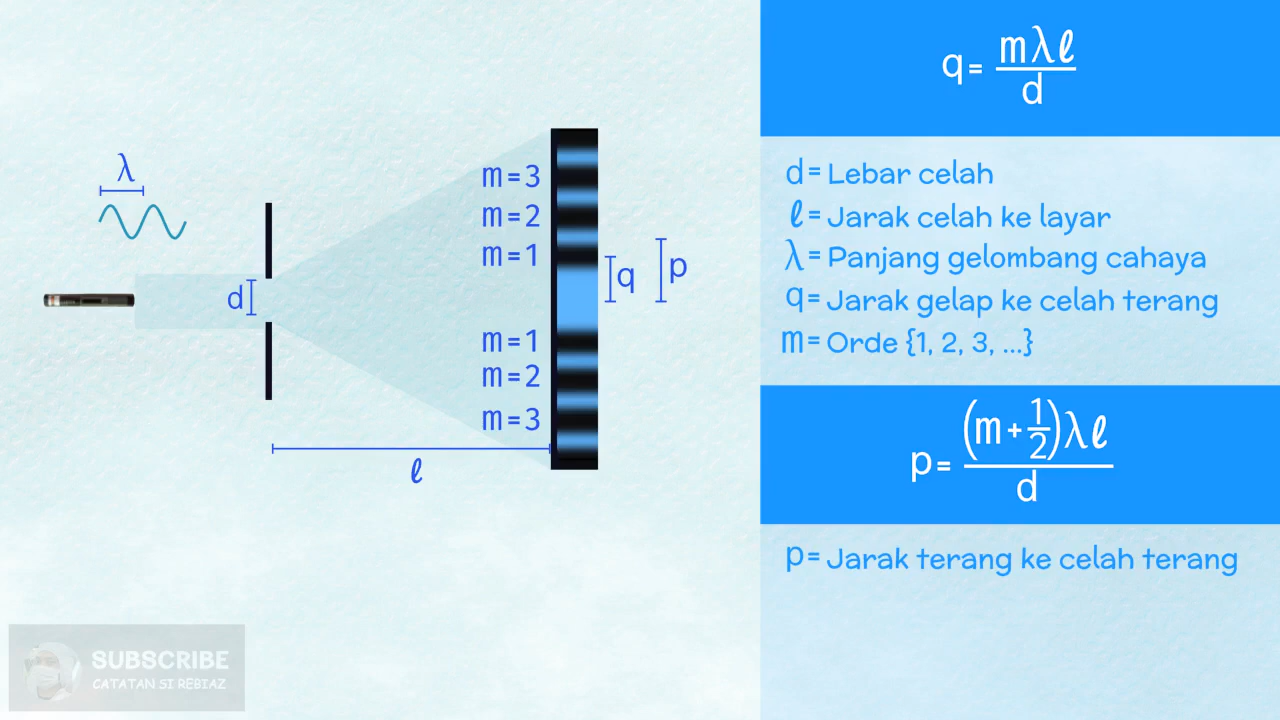 λ
d
m=3
m=2
m=1
m=1
m=2
m=3
q
p
ℓ
q= mλℓ
d
d= Lebar celah
ℓ= Jarak celah ke layar
λ= Panjang gelombang cahaya
q= Jarak gelap ke celah terang
m= Orde {1, 2, 3, ...}
p= (m+1/2)λℓ
d
p= Jarak terang ke celah terang
SUBSCRIBE
CATATAN SI REBIAZ